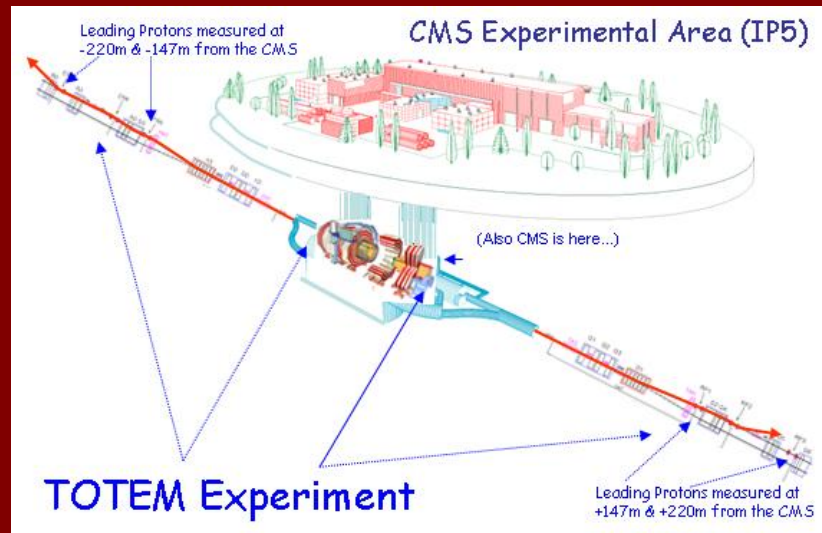 Leading Protons measured at
-220m & -147m from the CMS
CMS Experimental Area (IP5)
(Also CMS is here...)
TOTEM Experiment
Leading Protons measured at
+147m & +220m from the CMS